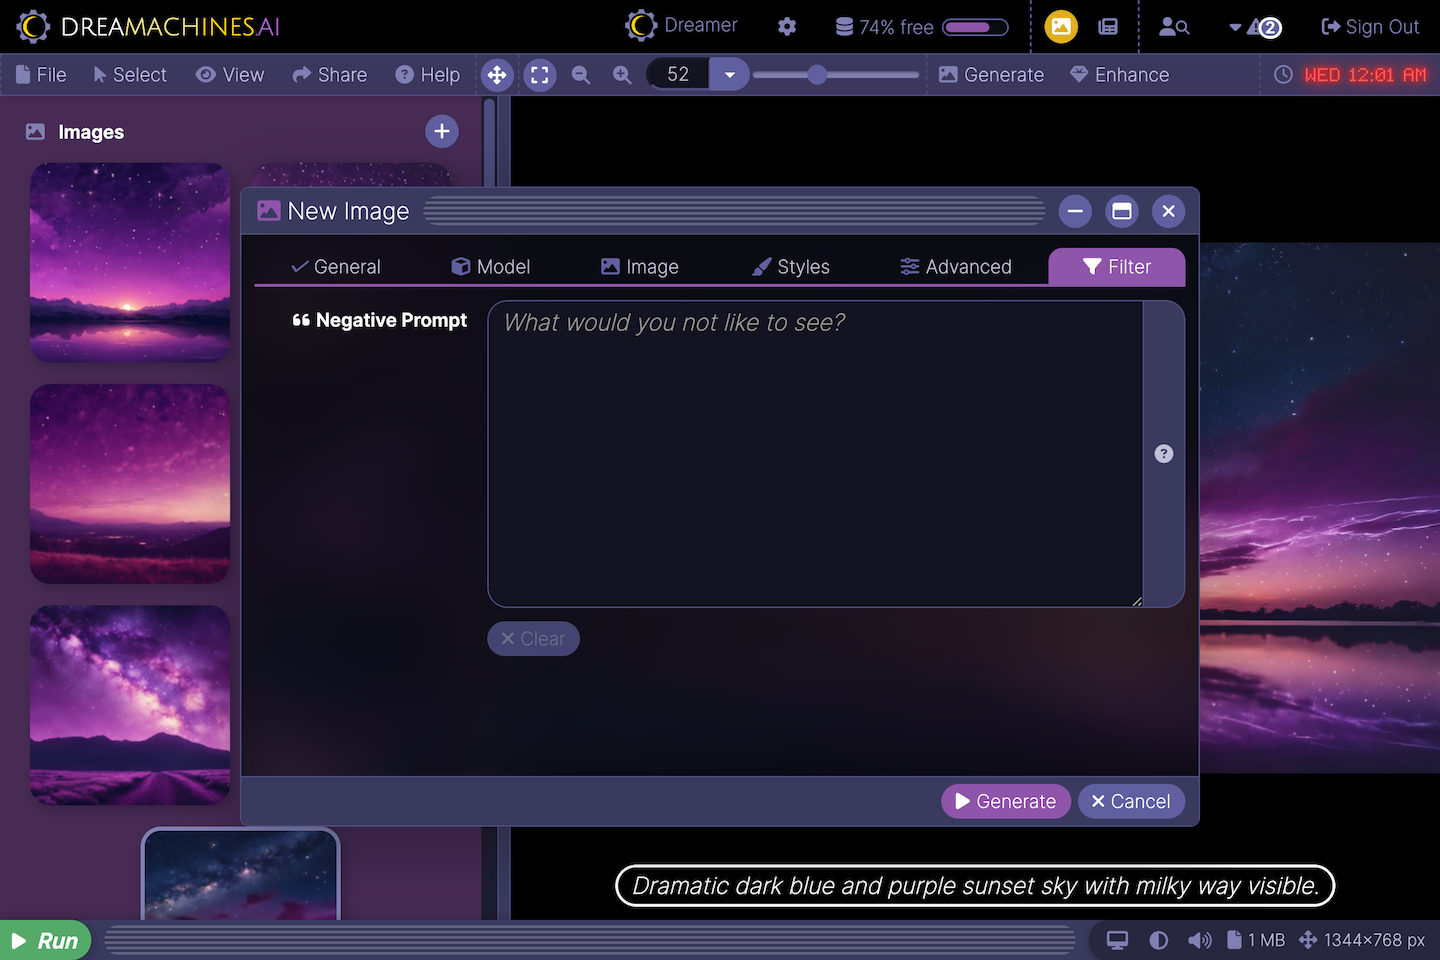 DREAMACHINES.AI
Dreamer
74% free
2
Sign Out
File
Select
View
Share
? Help
52
Generate
Enhance
WED 12:01 AM
Images
New Image
General
Model
Image
Styles
Advanced
Filter
Negative Prompt
What would you not like to see?
?
Clear
Generate
Cancel
Dramatic dark blue and purple sunset sky with milky way visible.
Run
1 MB
1344×768 px